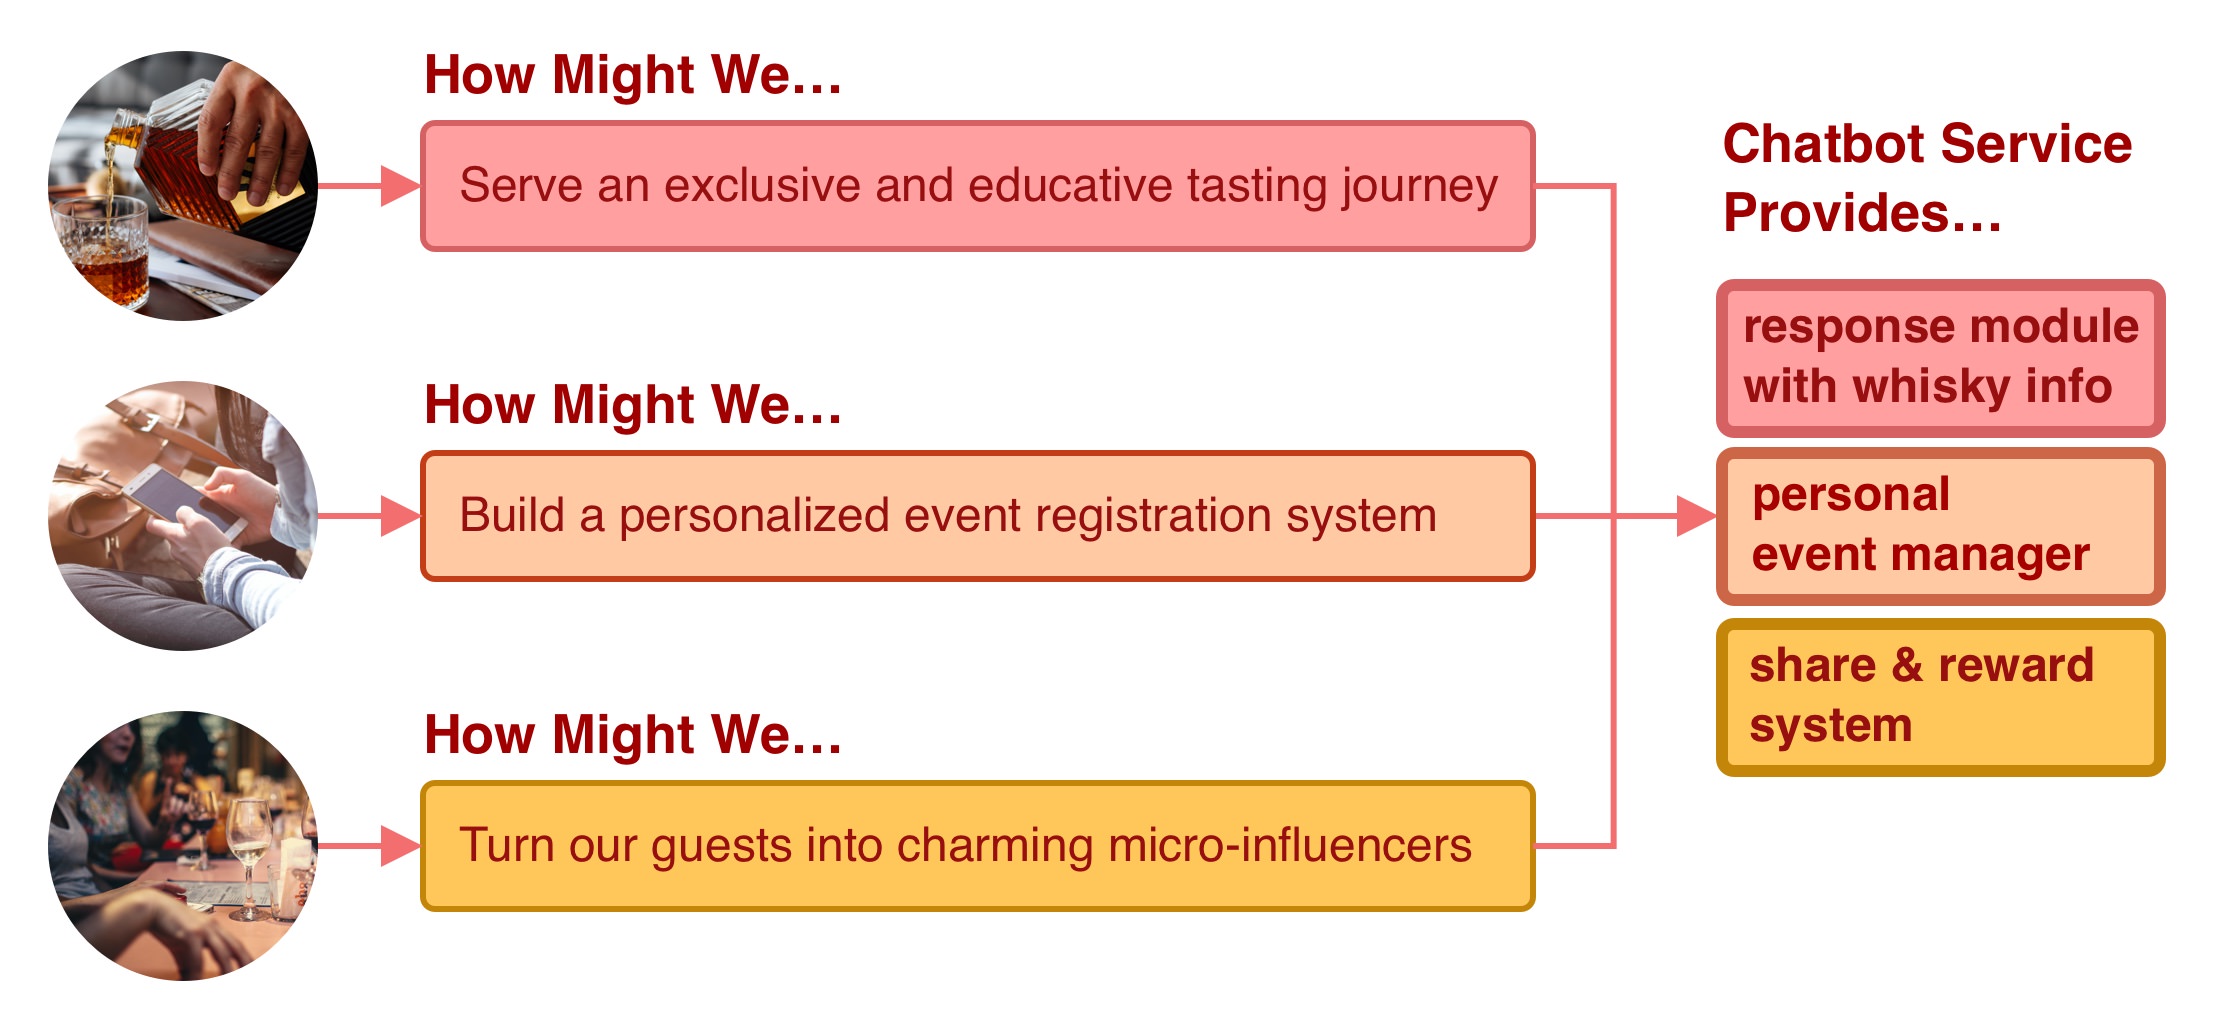 How Might We…
Serve an exclusive and educative tasting journey
How Might We…
Build a personalized event registration system
How Might We…
Turn our guests into charming micro-influencers
Chatbot Service
Provides…
response module
with whisky info
personal
event manager
share & reward
system